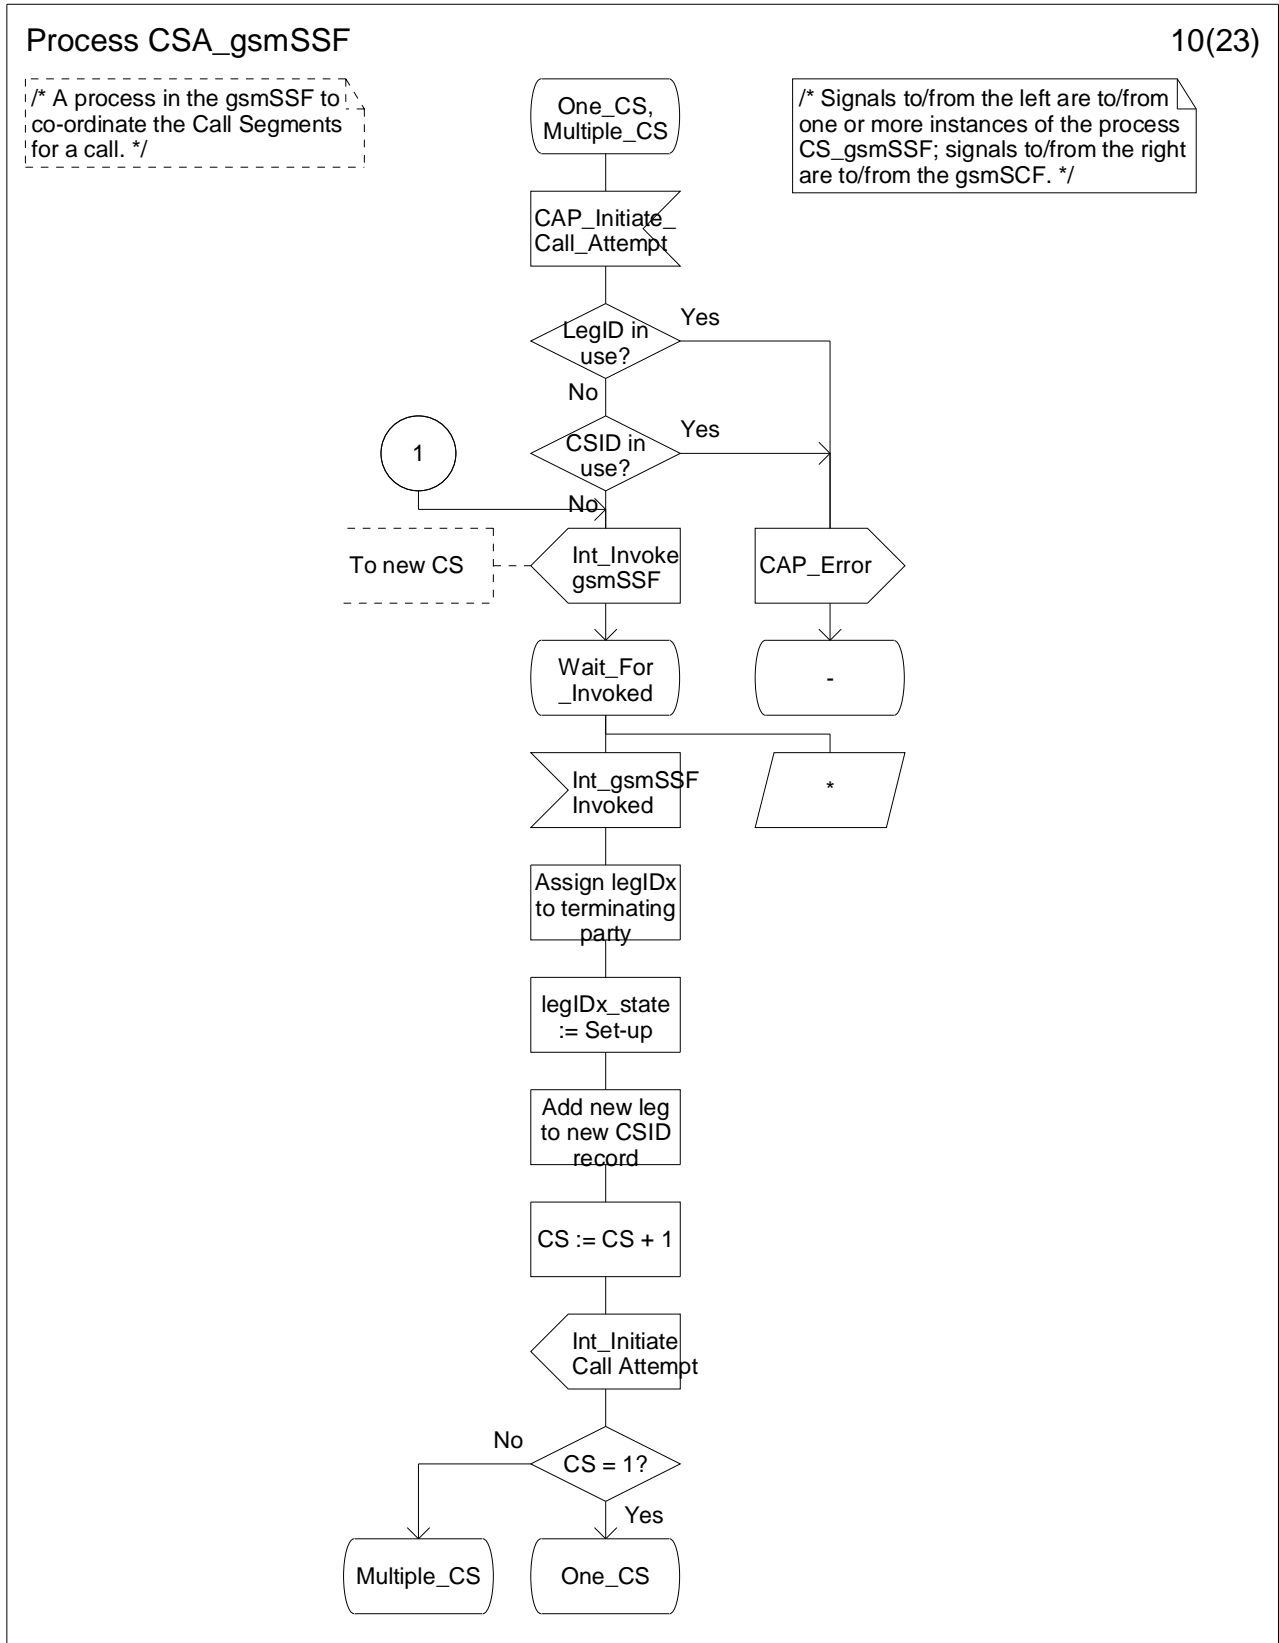 Process CSA_gsmSSF
10(23)
/* A process in the gsmSSF to
co-ordinate the Call Segments
for a call. */
One_CS,
Multiple_CS
/* Signals to/from the left are to/from
one or more instances of the process
CS_gsmSSF; signals to/from the right
are to/from the gsmSCF. */
CAP_Initiate_
Call_Attempt
LegID in
use?
Yes
No
CSID in
use?
Yes
1
No
To new CS
Int_Invoke
gsmSSF
CAP_Error
Wait_For
_Invoked
-
Int_gsmSSF
Invoked
*
Assign legIDx
to terminating
party
legIDx_state
:= Set-up
Add new leg
to new CSID
record
CS := CS + 1
Int_Initiate
Call Attempt
No
CS = 1?
Yes
Multiple_CS
One_CS